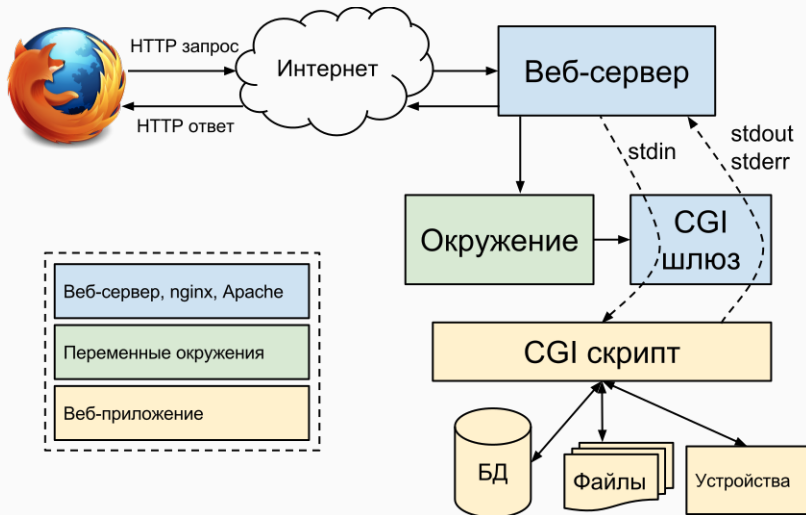 HTTP запрос
Интернет
Веб-сервер
HTTP ответ
stdin
stdout
stderr
Окружение
CGI
шлюз
Веб-сервер, nginx, Apache
Переменные окружения
Веб-приложение
CGI скрипт
БД
Файлы
Устройства